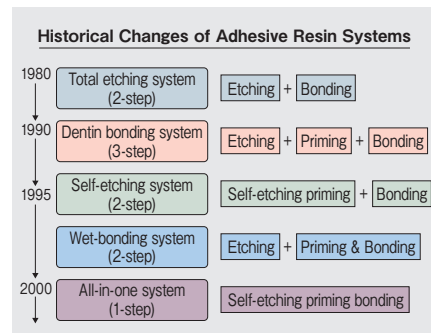 Historical Changes of Adhesive Resin Systems
1980
Total etching system
(2-step)
Etching + Bonding
1990
Dentin bonding system
(3-step)
Etching + Priming + Bonding
1995
Self-etching system
(2-step)
Self-etching priming + Bonding
Wet-bonding system
(2-step)
Etching + Priming & Bonding
2000
All-in-one system
(1-step)
Self-etching priming bonding